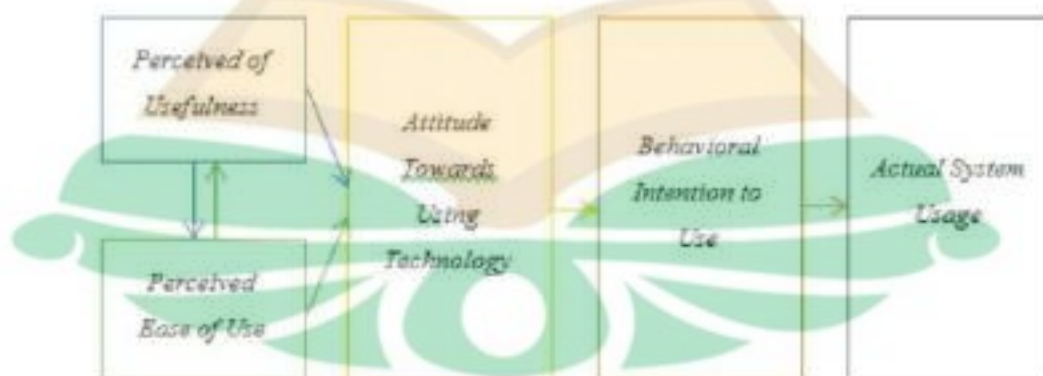 Perceived of
Usefulness
Perceived
Ease of Use
Attitude
Towards
Using
Technology
Behavioral
Intention to
Use
Actual System
Usage